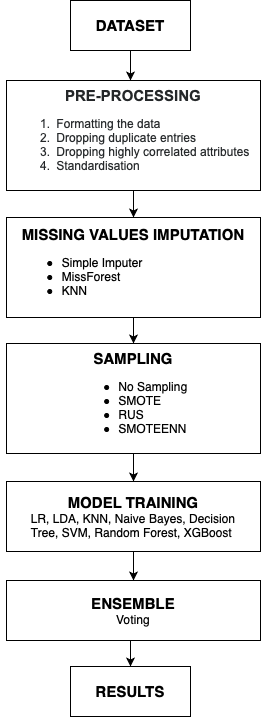 DATASET
PRE-PROCESSING
1. Formatting the data
2. Dropping duplicate entries
3. Dropping highly correlated attributes
4. Standardisation
MISSING VALUES IMPUTATION
● Simple Imputer
● MissForest
● KNN
SAMPLING
● No Sampling
● SMOTE
● RUS
● SMOTEENN
MODEL TRAINING
LR, LDA, KNN, Naive Bayes, Decision
Tree, SVM, Random Forest, XGBoost
ENSEMBLE
Voting
RESULTS